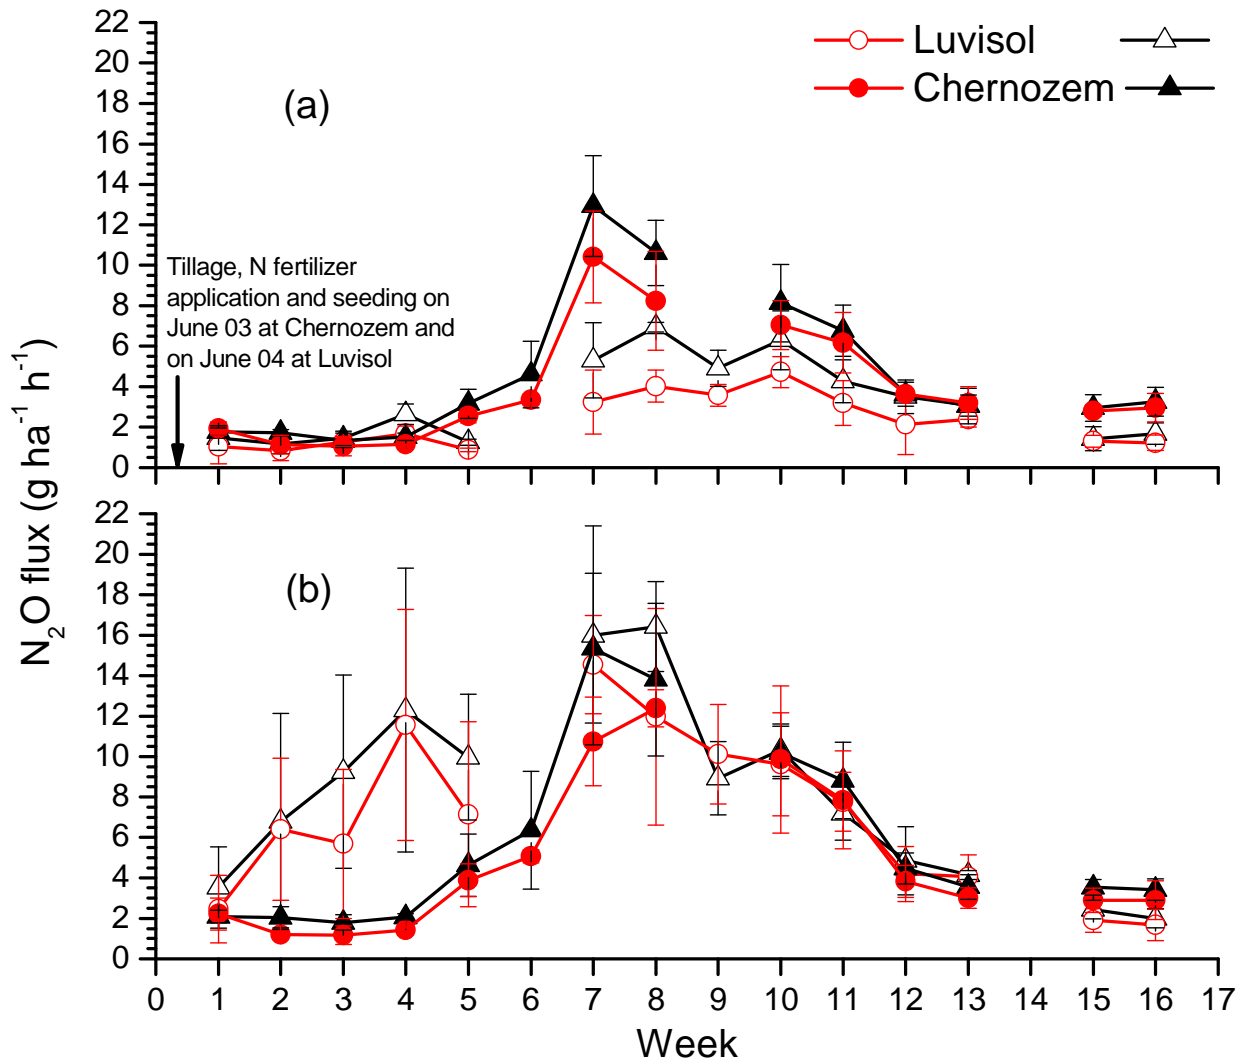 22
20
18
16
14
12
10
8
6
4
2
0
Luvisol
Chernozem
(a)
Tillage, N fertilizer
application and seeding on
June 03 at Chernozem and
on June 04 at Luvisol
N₂O flux (g ha⁻¹ h⁻¹)
22
20
18
16
14
12
10
8
6
4
2
0
(b)
0 1 2 3 4 5 6 7 8 9 10 11 12 13 14 15 16 17
Week